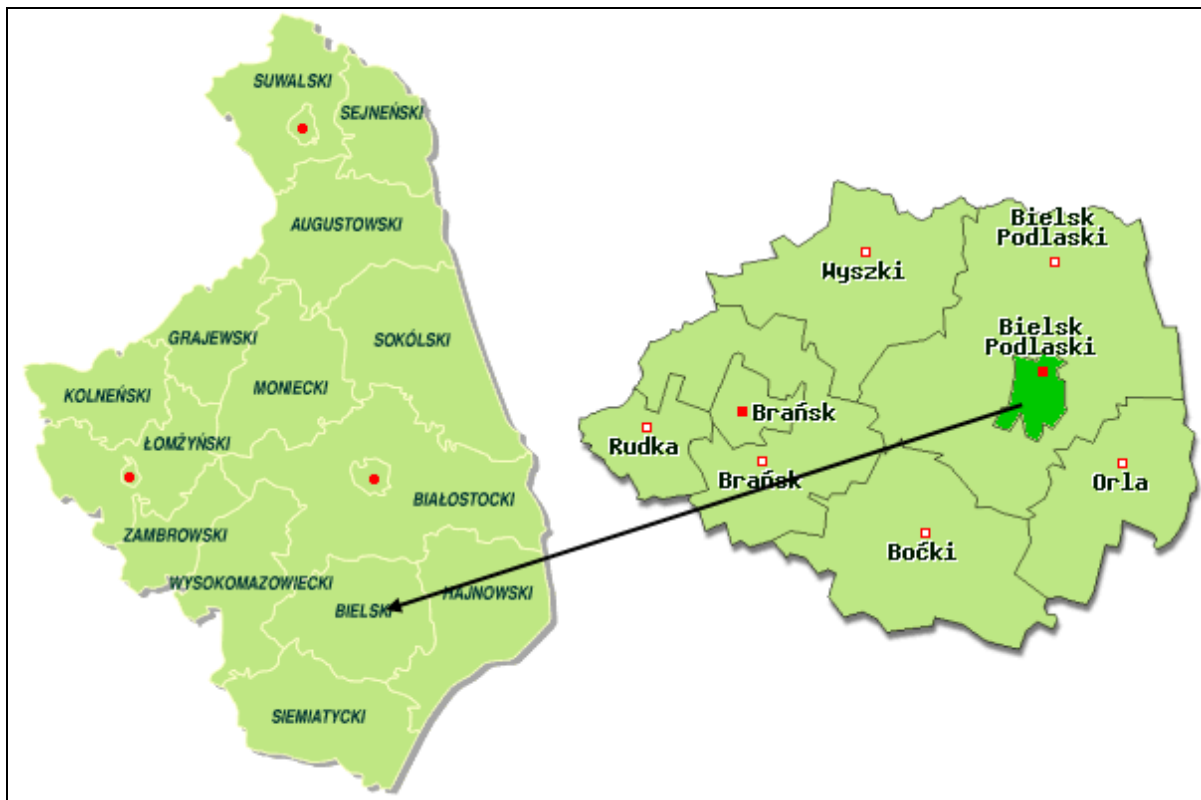 SUWALSKI
SEJNEŃSKI
AUGUSTOWSKI
GRAJEWSKI
SOKÓLSKI
KOLNEŃSKI
MONIECKI
ŁOMŻYŃSKI
BIAŁOSTOCKI
ZAMBROWSKI
WYSOKOMAZOWIECKI
HAJNOWSKI
BIELSKI
SIEMIATYCKI
Bielsk
Podlaski
Wyszki
Bielsk
Podlaski
Brańsk
Rudka
Brańsk
Orla
Boćki